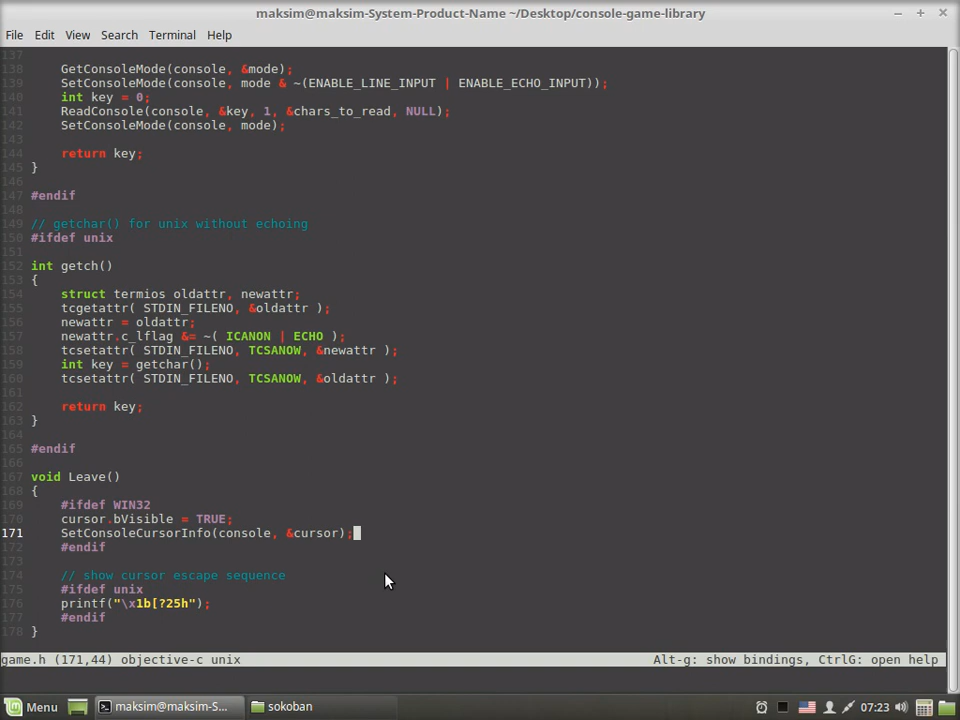 maksim@maksim-System-Product-Name ~/Desktop/console-game-library
File Edit View Search Terminal Help
137
138     GetConsoleMode(console, &mode);
139     SetConsoleMode(console, mode & ~(ENABLE_LINE_INPUT | ENABLE_ECHO_INPUT));
140     int key = 0;
141     ReadConsole(console, &key, 1, &chars_to_read, NULL);
142     SetConsoleMode(console, mode);
143
144     return key;
145 }
146
147 #endif
148
149 // getchar() for unix without echoing
150 #ifdef unix
151
152 int getch()
153 {
154     struct termios oldattr, newattr;
155     tcgetattr( STDIN_FILENO, &oldattr );
156     newattr = oldattr;
157     newattr.c_lflag &= ~( ICANON | ECHO );
158     tcsetattr( STDIN_FILENO, TCSANOW, &newattr );
159     int key = getchar();
160     tcsetattr( STDIN_FILENO, TCSANOW, &oldattr );
161
162     return key;
163 }
164
165 #endif
166
167 void Leave()
168 {
169     #ifdef WIN32
170     cursor.bVisible = TRUE;
171     SetConsoleCursorInfo(console, &cursor);
172     #endif
173
174     // show cursor escape sequence
175     #ifdef unix
176     printf("\x1b[?25h");
177     #endif
178 }
game.h (171,44) objective-c unix Alt-g: show bindings, CtrlG: open help
Menu maksim@maksim-S... sokoban 07:23